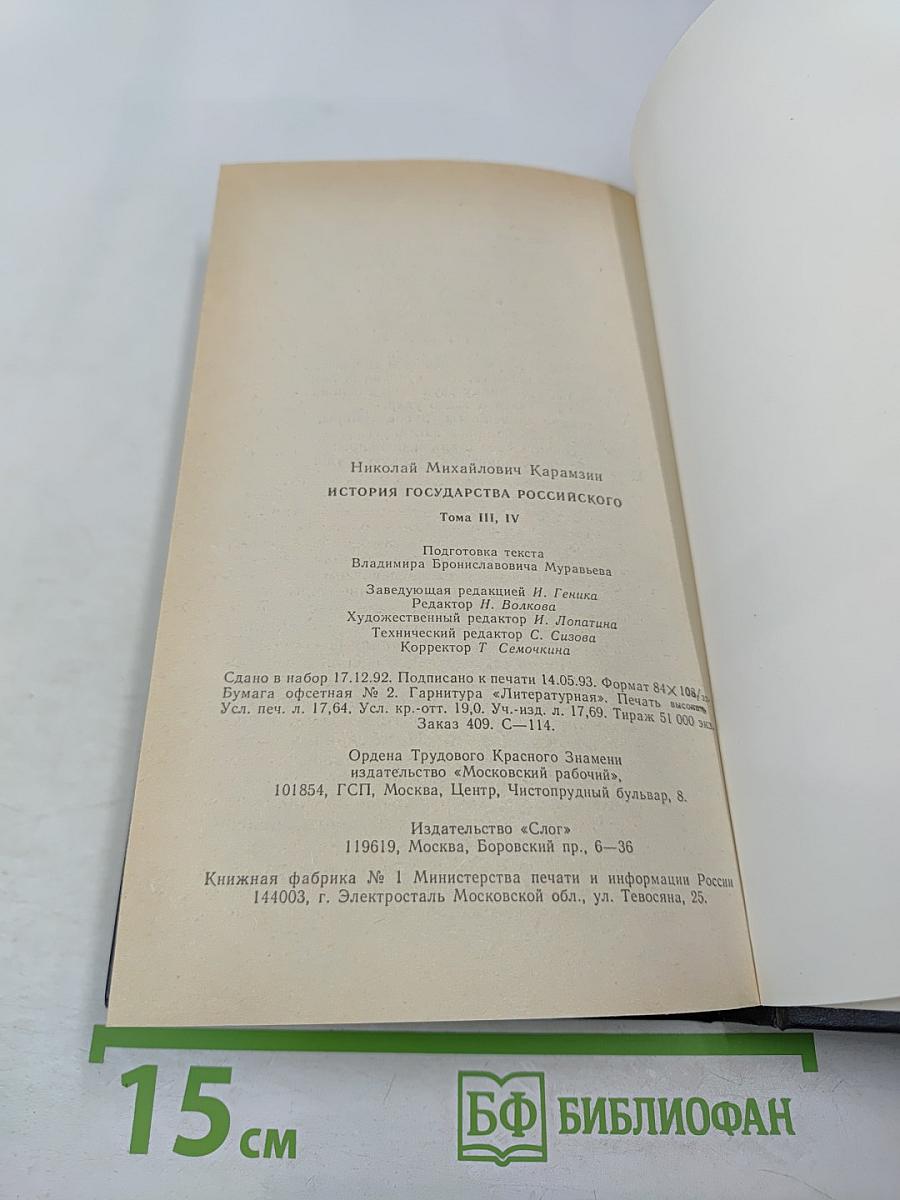 Николай Михайлович Карамзин
ИСТОРИЯ ГОСУДАРСТВА РОССИЙСКОГО
Тома III, IV
Подготовка текста
Владимира Брониславовича Муравьева
Заведующая редакцией И. Геника
Редактор Н. Волкова
Художественный редактор И. Лопатина
Технический редактор С. Сизова
Корректор Т Семочкина
Сдано в набор 17.12.92. Подписано к печати 14.05.93. Формат 84×108/32.
Бумага офсетная № 2. Гарнитура «Литературная». Печать высокая.
Усл. печ. л. 17,64. Усл. кр.-отт. 19,0. Уч.-изд. л. 17,69. Тираж 51 000 экз.
Заказ 409. С—114.
Ордена Трудового Красного Знамени
издательство «Московский рабочий»,
101854, ГСП, Москва, Центр, Чистопрудный бульвар, 8.
Издательство «Слог»
119619, Москва, Боровский пр., 6—36
Книжная фабрика № 1 Министерства печати и информации России
144003, г. Электросталь Московской обл., ул. Тевосяна, 25.
15 см
БФ БИБЛИОФАН